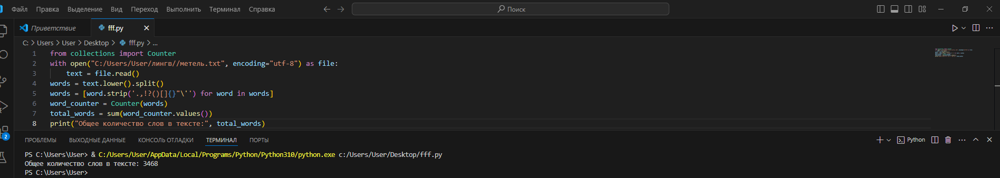 Файл Правка Выделение Вид Переход Выполнить Терминал Справка Поиск
Приветствие fff.py
C: > Users > User > Desktop > fff.py > ...
1 from collections import Counter
2 with open("C:/Users/User/лингв//метель.txt", encoding="utf-8") as file:
3 text = file.read()
4 words = text.lower().split()
5 words = [word.strip('.,!?()[]{}"\'') for word in words]
6 word_counter = Counter(words)
7 total_words = sum(word_counter.values())
8 print("Общее количество слов в тексте:", total_words)
2
ПРОБЛЕМЫ ВЫХОДНЫЕ ДАННЫЕ КОНСОЛЬ ОТЛАДКИ ТЕРМИНАЛ ПОРТЫ Python
PS C:\Users\User> & C:/Users/User/AppData/Local/Programs/Python/Python310/python.exe c:/Users/User/Desktop/fff.py
Общее количество слов в тексте: 3468
PS C:\Users\User>